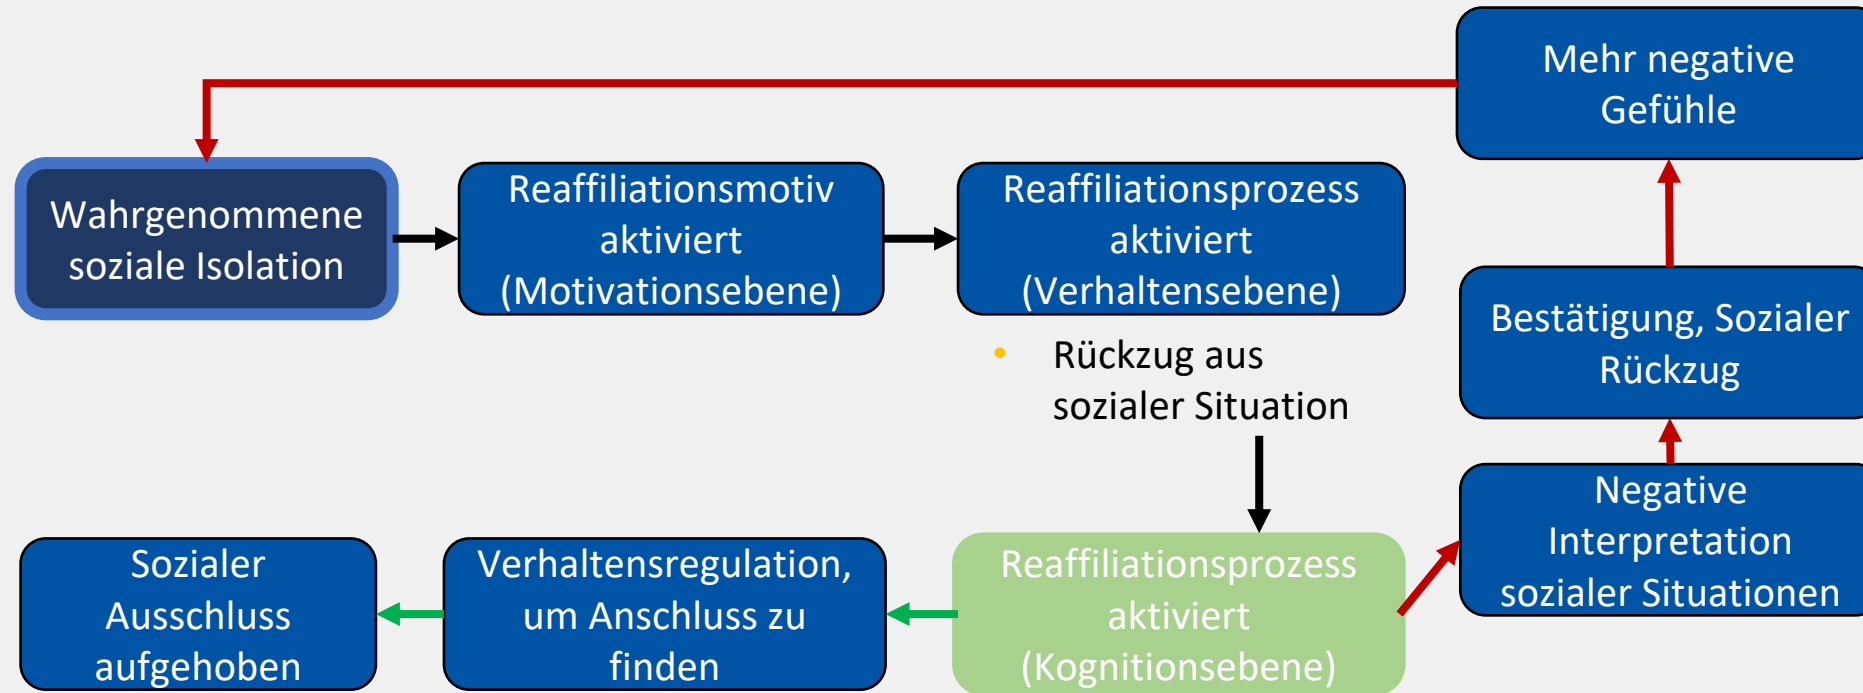 Mehr negative
Gefühle
Wahrgenommene
soziale Isolation
Reaffiliationsmotiv
aktiviert
(Motivationsebene)
Reaffiliationsprozess
aktiviert
(Verhaltensebene)
• Rückzug aus
sozialer Situation
Bestätigung, Sozialer
Rückzug
Negative
Interpretation
sozialer Situationen
Reaffiliationsprozess
aktiviert
(Kognitionsebene)
Verhaltensregulation,
um Anschluss zu
finden
Sozialer
Ausschluss
aufgehoben